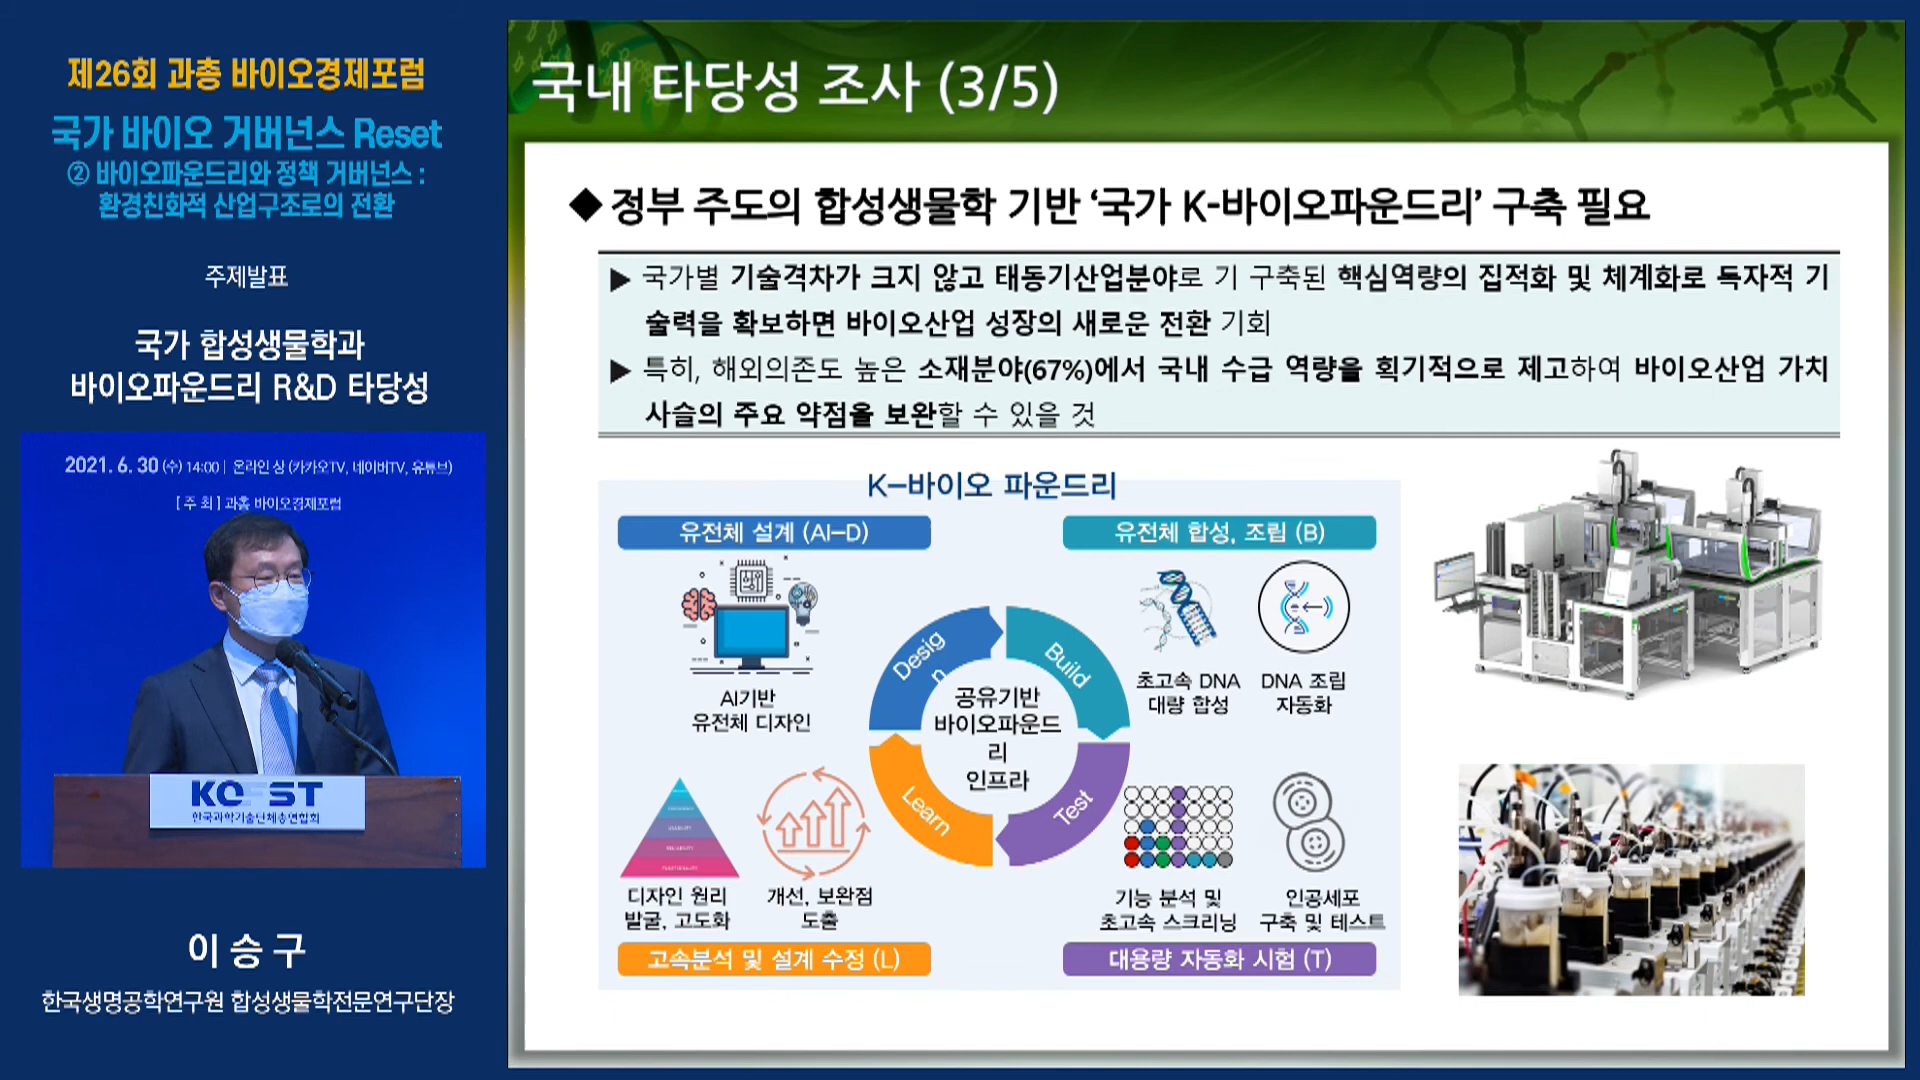 제26회 과총 바이오경제포럼
국가 바이오 거버넌스 Reset
② 바이오파운드리와 정책 거버넌스 :
환경친화적 산업구조로의 전환
주제발표
국가 합성생물학과
바이오파운드리 R&D 타당성
2021. 6. 30 (수) 14:00 | 온라인 상 (카카오TV, 네이버TV, 유튜브)
[ 주 최 ] 과총 바이오경제포럼
KOFST
한국과학기술단체총연합회
이 승 구
한국생명공학연구원 합성생물학전문연구단장
국내 타당성 조사 (3/5)
◆ 정부 주도의 합성생물학 기반 ‘국가 K-바이오파운드리’ 구축 필요
▶ 국가별 기술격차가 크지 않고 태동기산업분야로 기 구축된 핵심역량의 집적화 및 체계화로 독자적 기
술력을 확보하면 바이오산업 성장의 새로운 전환 기회
▶ 특히, 해외의존도 높은 소재분야(67%)에서 국내 수급 역량을 획기적으로 제고하여 바이오산업 가치
사슬의 주요 약점을 보완할 수 있을 것
K-바이오 파운드리
유전체 설계 (AI-D)
유전체 합성, 조립 (B)
AI기반
유전체 디자인
초고속 DNA
대량 합성
DNA 조립
자동화
Desig
n
Build
Test
Learn
공유기반
바이오파운드
리
인프라
디자인 원리
발굴, 고도화
개선, 보완점
도출
기능 분석 및
초고속 스크리닝
인공세포
구축 및 테스트
고속분석 및 설계 수정 (L)
대용량 자동화 시험 (T)